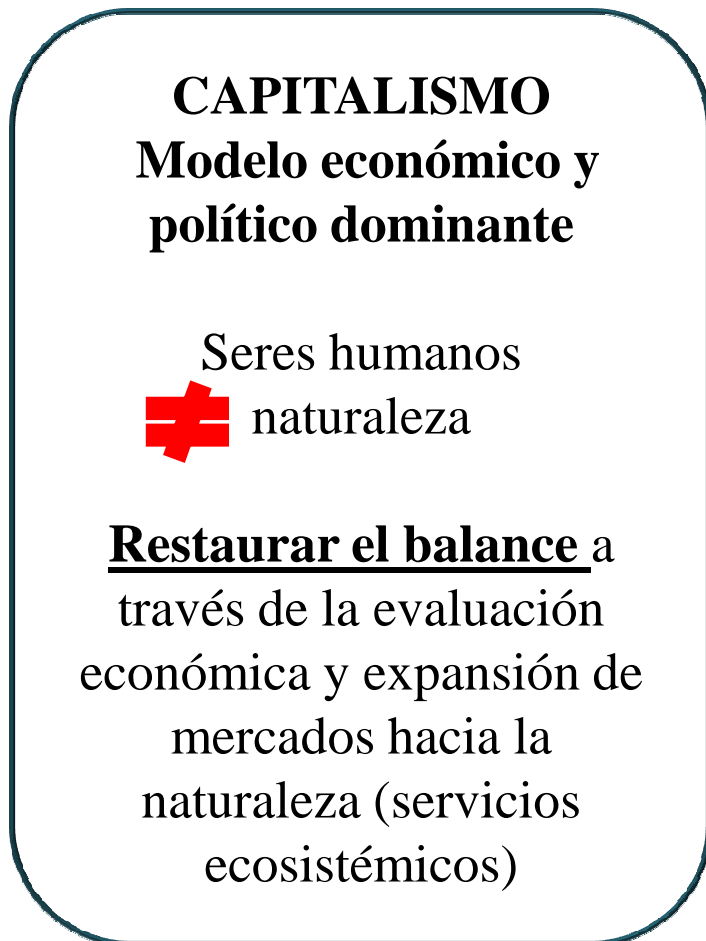 CAPITALISMO
Modelo económico y
político dominante
Seres humanos
≠ naturaleza
Restaurar el balance a
través de la evaluación
económica y expansión de
mercados hacia la
naturaleza (servicios
ecosistémicos)